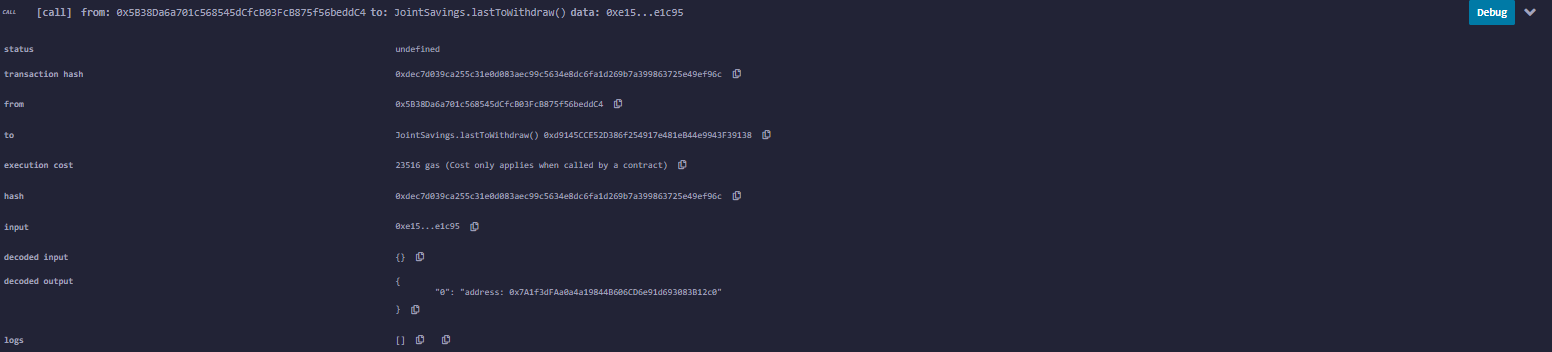 CALL [call] from: 0x5B38Da6a701c568545dCfcB03FcB875f56beddC4 to: JointSavings.lastToWithdraw() data: 0xe15...e1c95 Debug
status undefined
transaction hash 0xdec7d039ca255c31e0d083aec99c5634e8dc6fa1d269b7a399863725e49ef96c
from 0x5B38Da6a701c568545dCfcB03FcB875f56beddC4
to JointSavings.lastToWithdraw() 0xd9145CCE52D386f254917e481eB44e9943F39138
execution cost 23516 gas (Cost only applies when called by a contract)
hash 0xdec7d039ca255c31e0d083aec99c5634e8dc6fa1d269b7a399863725e49ef96c
input 0xe15...e1c95
decoded input {}
decoded output {
"0": "address: 0x7A1f3dFAa0a4a19844B606CD6e91d693083B12c0"
}
logs []